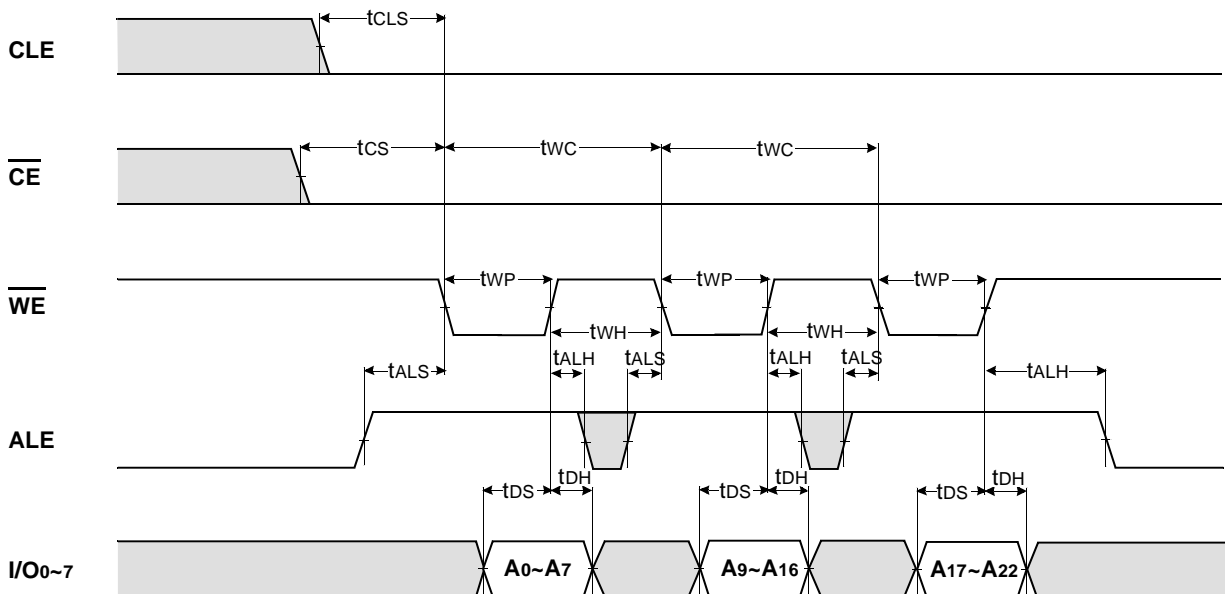 tCLS
CLE
tCS tWC tWC
CE
tWP tWP tWP
WE
tWH tWH
tALS tALH tALS tALH tALS tALH
ALE
tDS tDH tDS tDH tDS tDH
I/O0~7 A0~A7 A9~A16 A17~A22